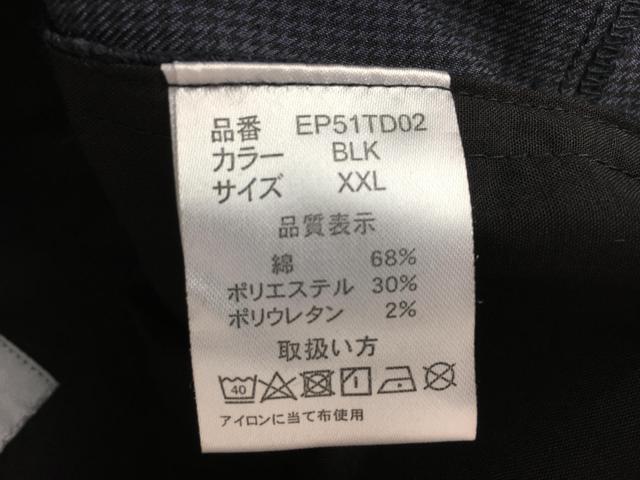 品番 EP51TD02
カラー BLK
サイズ XXL
品質表示
綿 68%
ポリエステル 30%
ポリウレタン 2%
取扱い方
40
アイロンに当て布使用